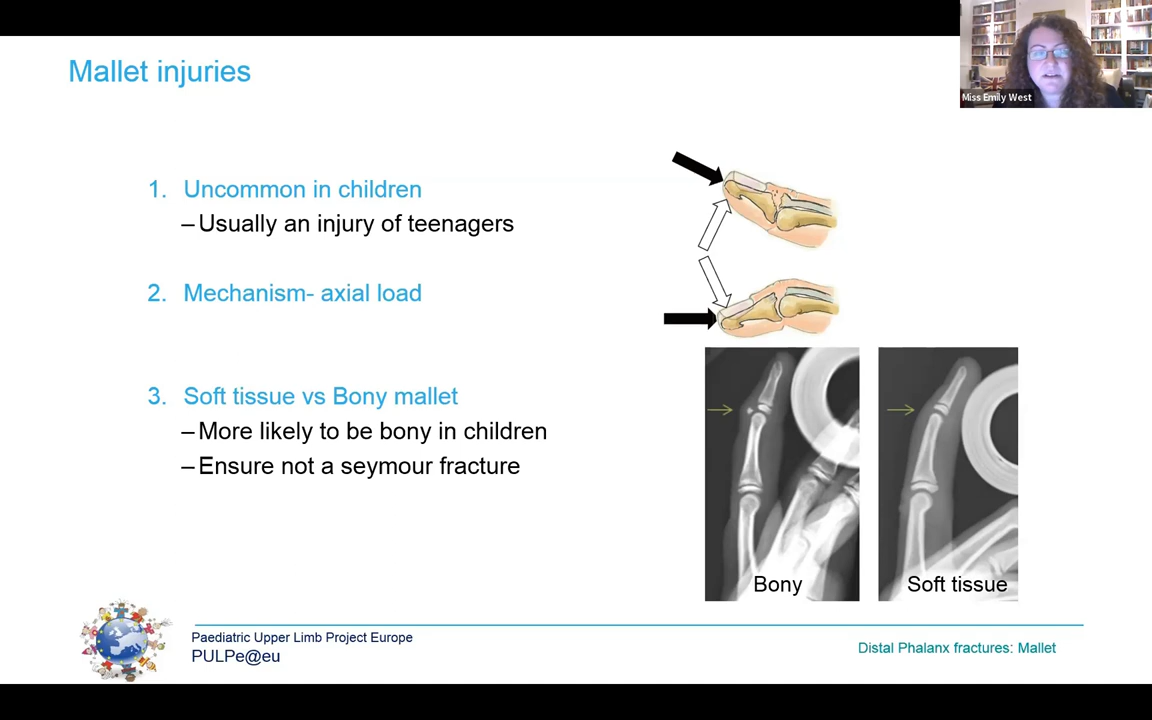 Mallet injuries
Miss Emily West
1. Uncommon in children
– Usually an injury of teenagers
2. Mechanism- axial load
3. Soft tissue vs Bony mallet
– More likely to be bony in children
– Ensure not a seymour fracture
Bony
Soft tissue
Paediatric Upper Limb Project Europe
PULPe@eu
Distal Phalanx fractures: Mallet